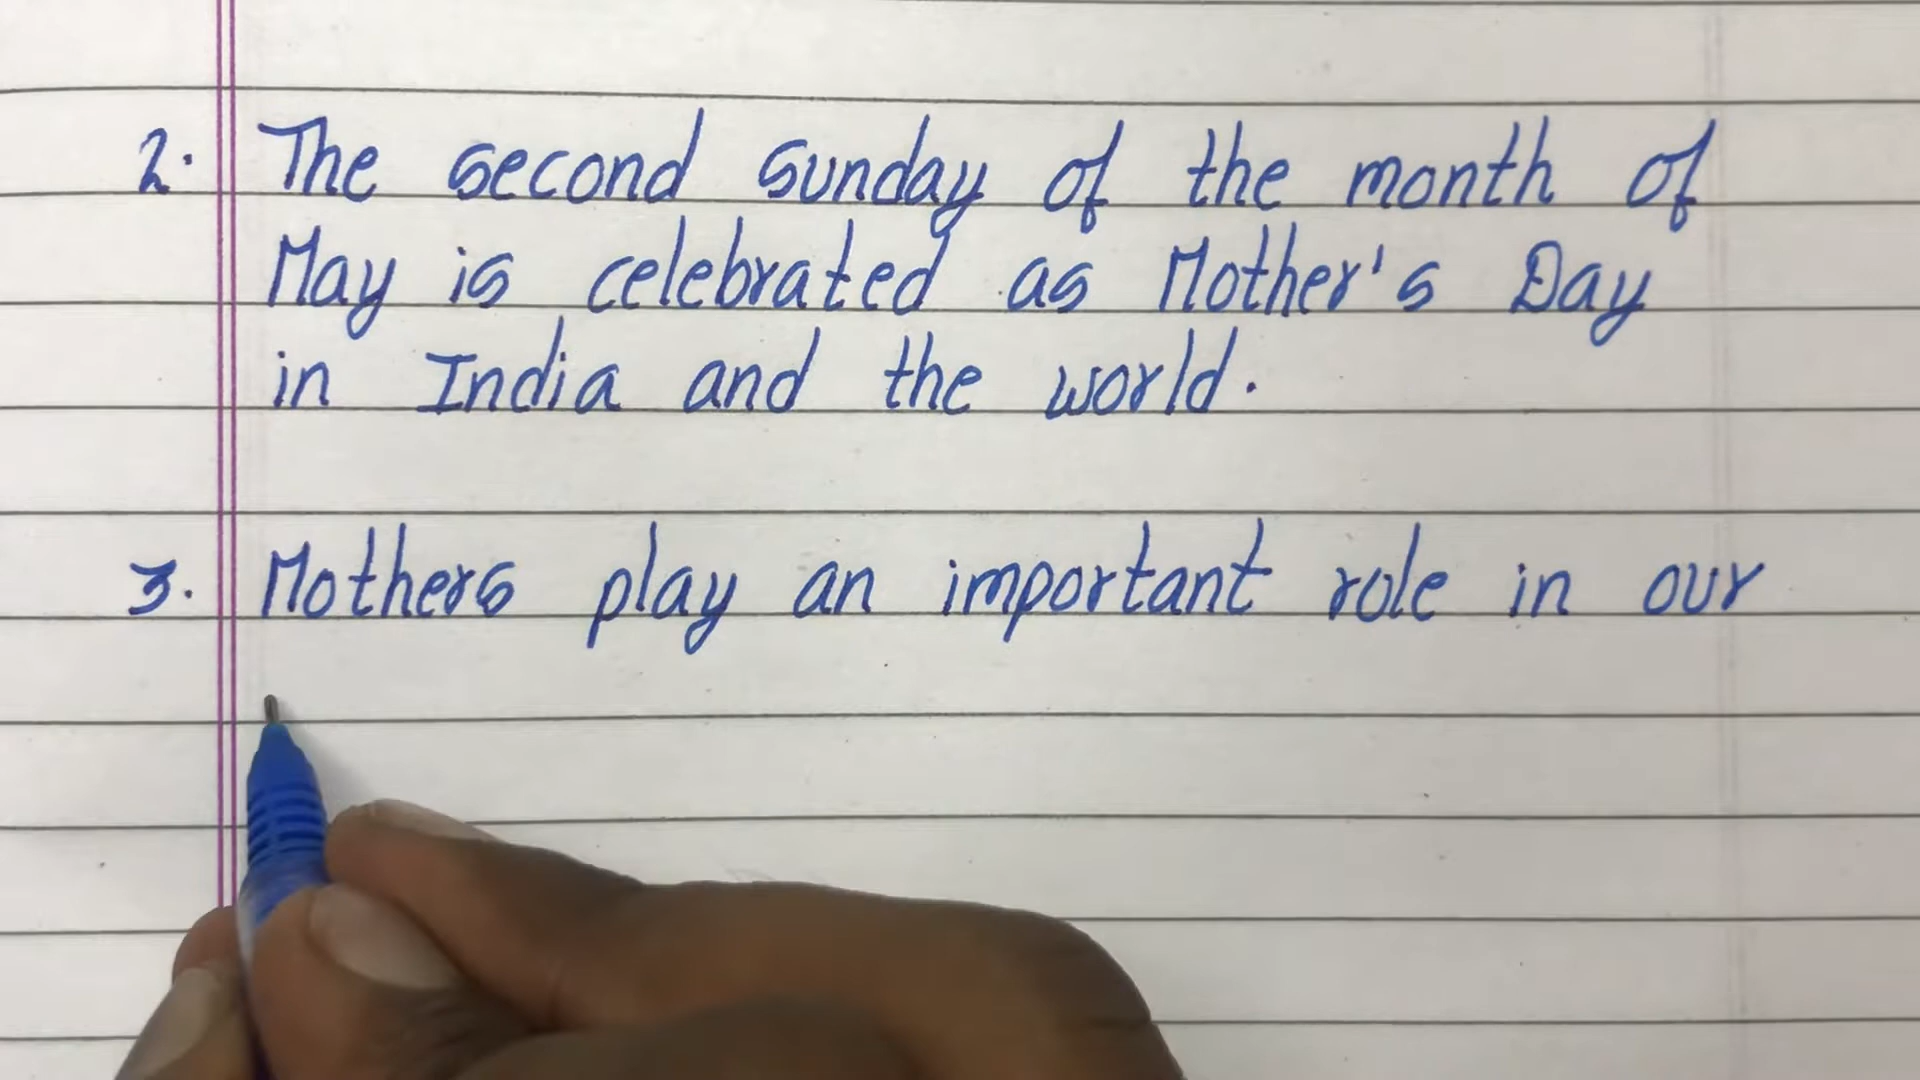 2. The second sunday of the month of
May is celebrated as Mother's Day
in India and the world.
3. Mothers play an important role in our